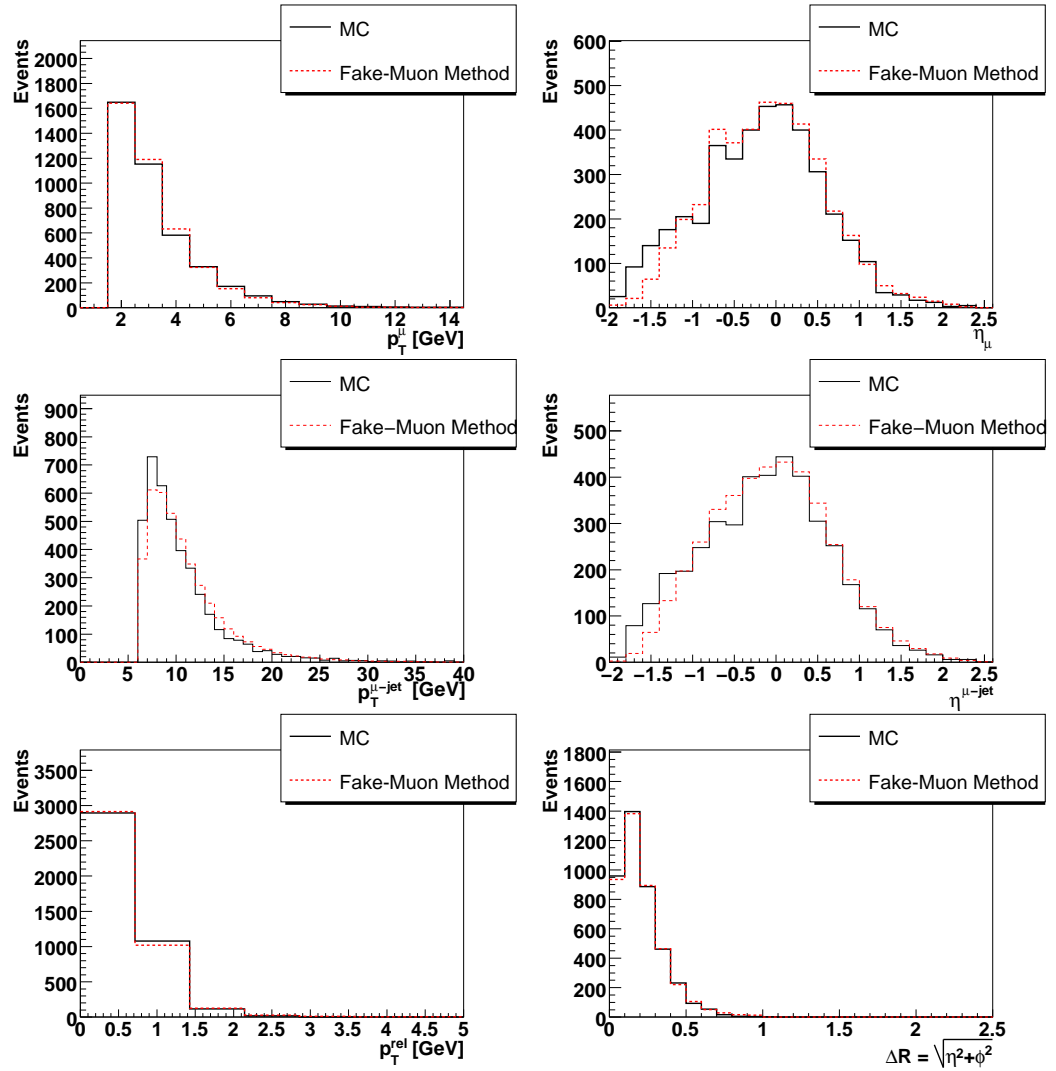 MC
Fake-Muon Method
Events
2000
1800
1600
1400
1200
1000
800
600
400
200
0
2 4 6 8 10 12 14
p_T^μ [GeV]
MC
Fake-Muon Method
Events
600
500
400
300
200
100
0
-2 -1.5 -1 -0.5 0 0.5 1 1.5 2 2.5
η_μ
MC
Fake−Muon Method
Events
900
800
700
600
500
400
300
200
100
0
0 5 10 15 20 25 30 35 40
p_T^{μ−jet} [GeV]
MC
Fake−Muon Method
Events
500
400
300
200
100
0
−2 −1.5 −1 −0.5 0 0.5 1 1.5 2 2.5
η^{μ−jet}
MC
Fake-Muon Method
Events
3500
3000
2500
2000
1500
1000
500
0
0 0.5 1 1.5 2 2.5 3 3.5 4 4.5 5
p_T^{rel} [GeV]
MC
Fake-Muon Method
Events
1800
1600
1400
1200
1000
800
600
400
200
0
0 0.5 1 1.5 2 2.5
ΔR = √η²+ϕ²